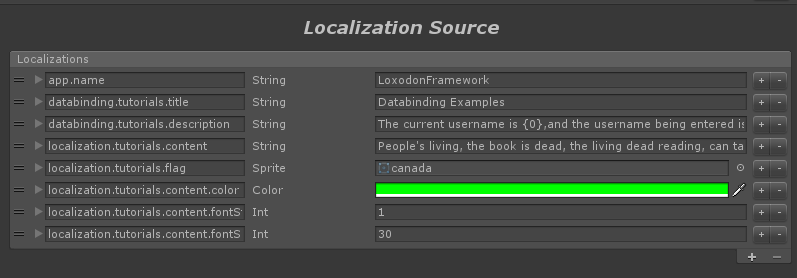 Localization Source
Localizations
app.name String LoxodonFramework + -
databinding.tutorials.title String Databinding Examples + -
databinding.tutorials.description String The current username is {0},and the username being entered is + -
localization.tutorials.content String People's living, the book is dead, the living dead reading, can ta + -
localization.tutorials.flag Sprite canada + -
localization.tutorials.content.color Color + -
localization.tutorials.content.fontS Int 1 + -
localization.tutorials.content.fontS Int 30 + -
+ −